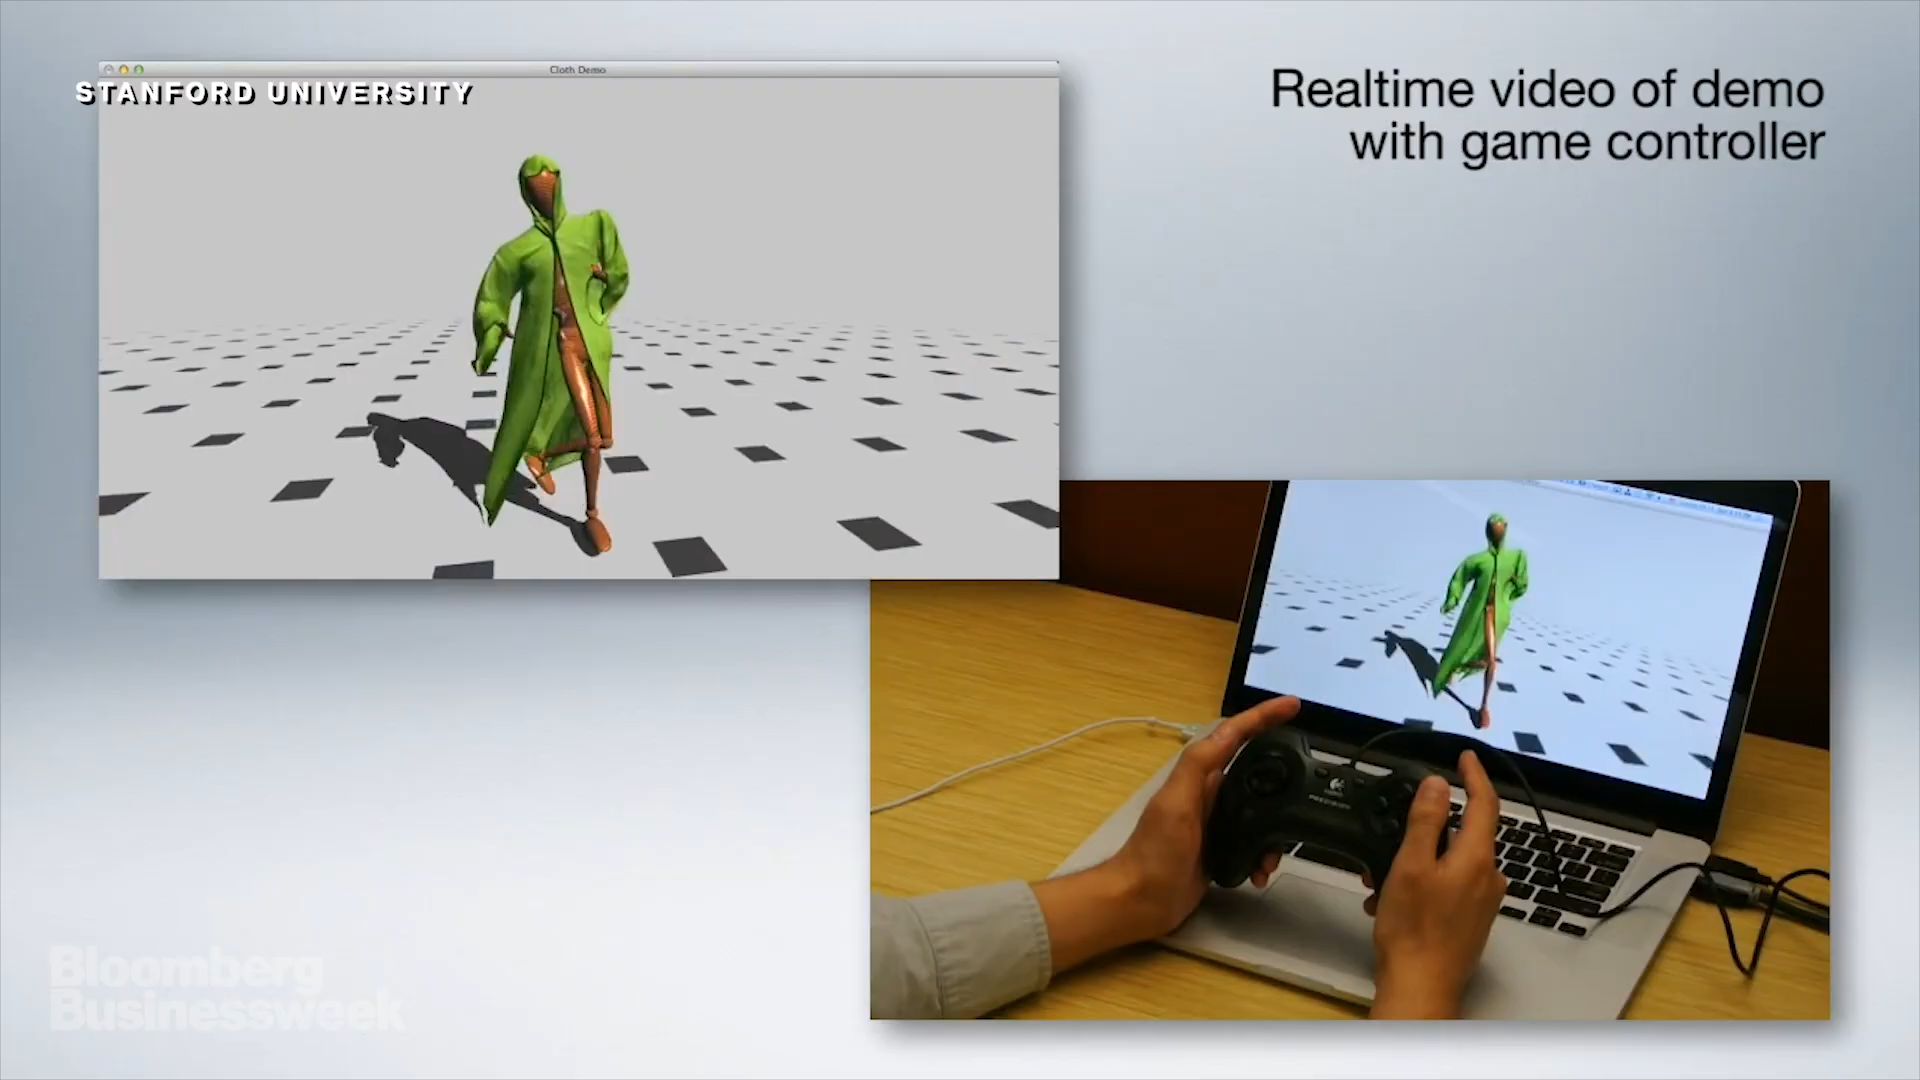 Cloth Demo
STANFORD UNIVERSITY
Realtime video of demo
with game controller
Bloomberg
Businessweek